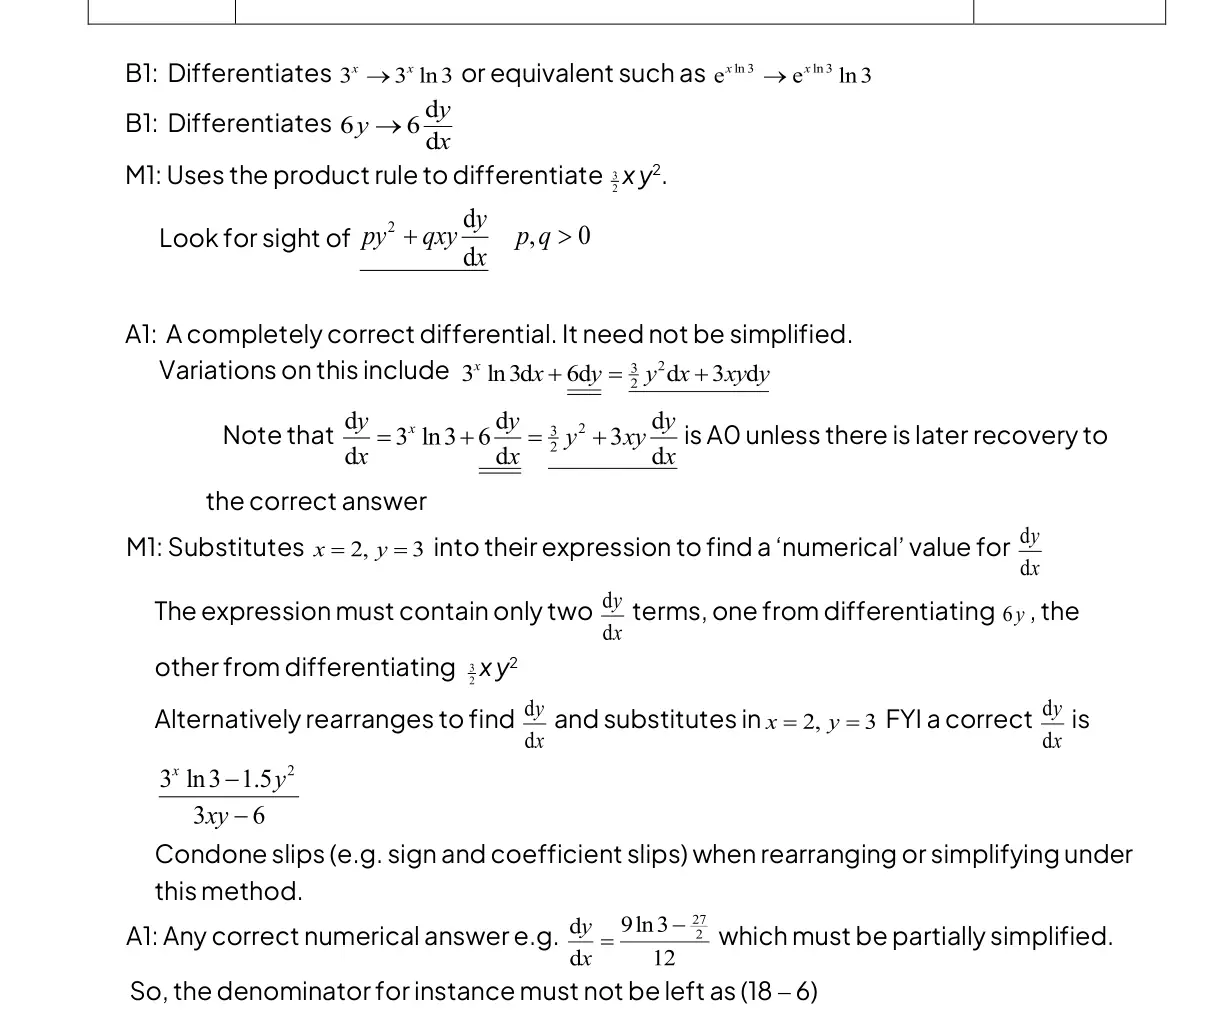 B1: Differentiates 3ˣ → 3ˣ ln 3 or equivalent such as e^(x ln 3) → e^(x ln 3) ln 3
B1: Differentiates 6y → 6 dy/dx
M1: Uses the product rule to differentiate 3/2 xy².
Look for sight of py² + qxy dy/dx p, q > 0
A1: A completely correct differential. It need not be simplified.
Variations on this include 3ˣ ln 3dx + 6dy = 3/2 y²dx + 3xydy
Note that dy/dx = 3ˣ ln 3 + 6 dy/dx = 3/2 y² + 3xy dy/dx is A0 unless there is later recovery to
the correct answer
M1: Substitutes x = 2, y = 3 into their expression to find a ‘numerical’ value for dy/dx
The expression must contain only two dy/dx terms, one from differentiating 6y, the
other from differentiating 3/2 xy²
Alternatively rearranges to find dy/dx and substitutes in x = 2, y = 3 FYI a correct dy/dx is
(3ˣ ln 3 – 1.5y²)/(3xy – 6)
Condone slips (e.g. sign and coefficient slips) when rearranging or simplifying under
this method.
A1: Any correct numerical answer e.g. dy/dx = (9 ln 3 – 27/2)/12 which must be partially simplified.
So, the denominator for instance must not be left as (18 – 6)